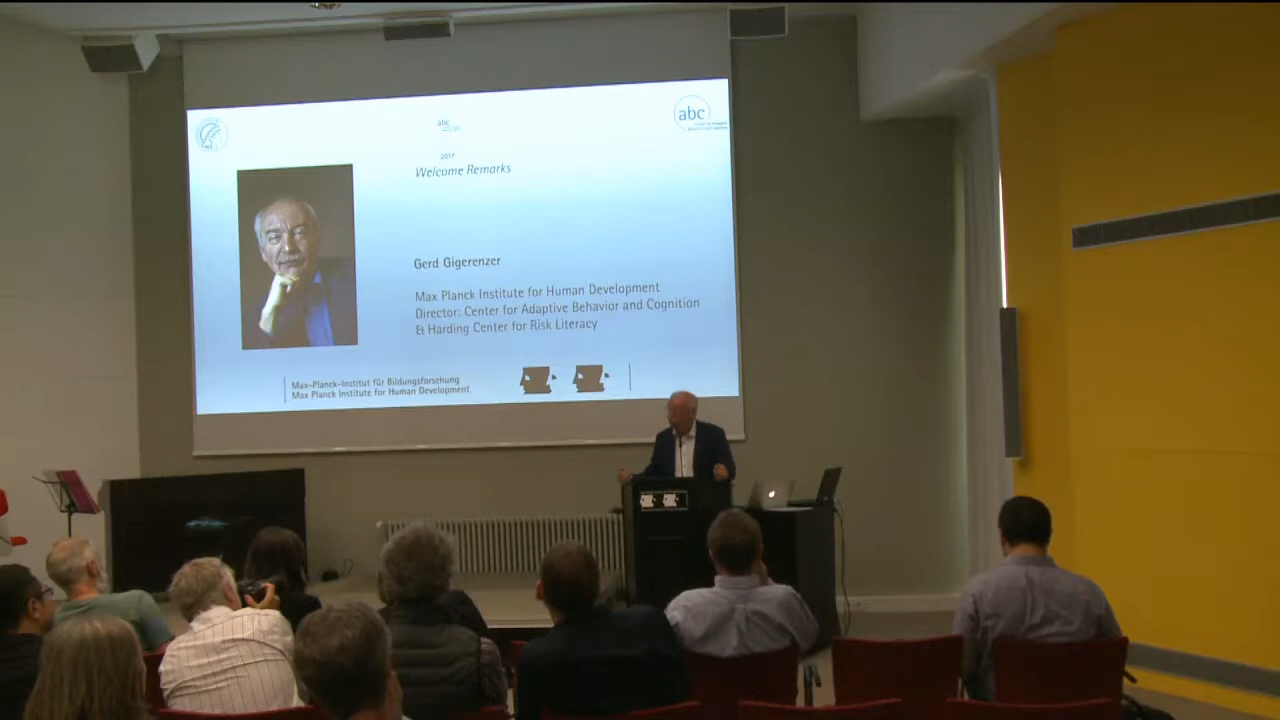 abc
abc
2017
Welcome Remarks
Gerd Gigerenzer
Max Planck Institute for Human Development
Director: Center for Adaptive Behavior and Cognition
& Harding Center for Risk Literacy
Max-Planck-Institut für Bildungsforschung
Max Planck Institute for Human Development